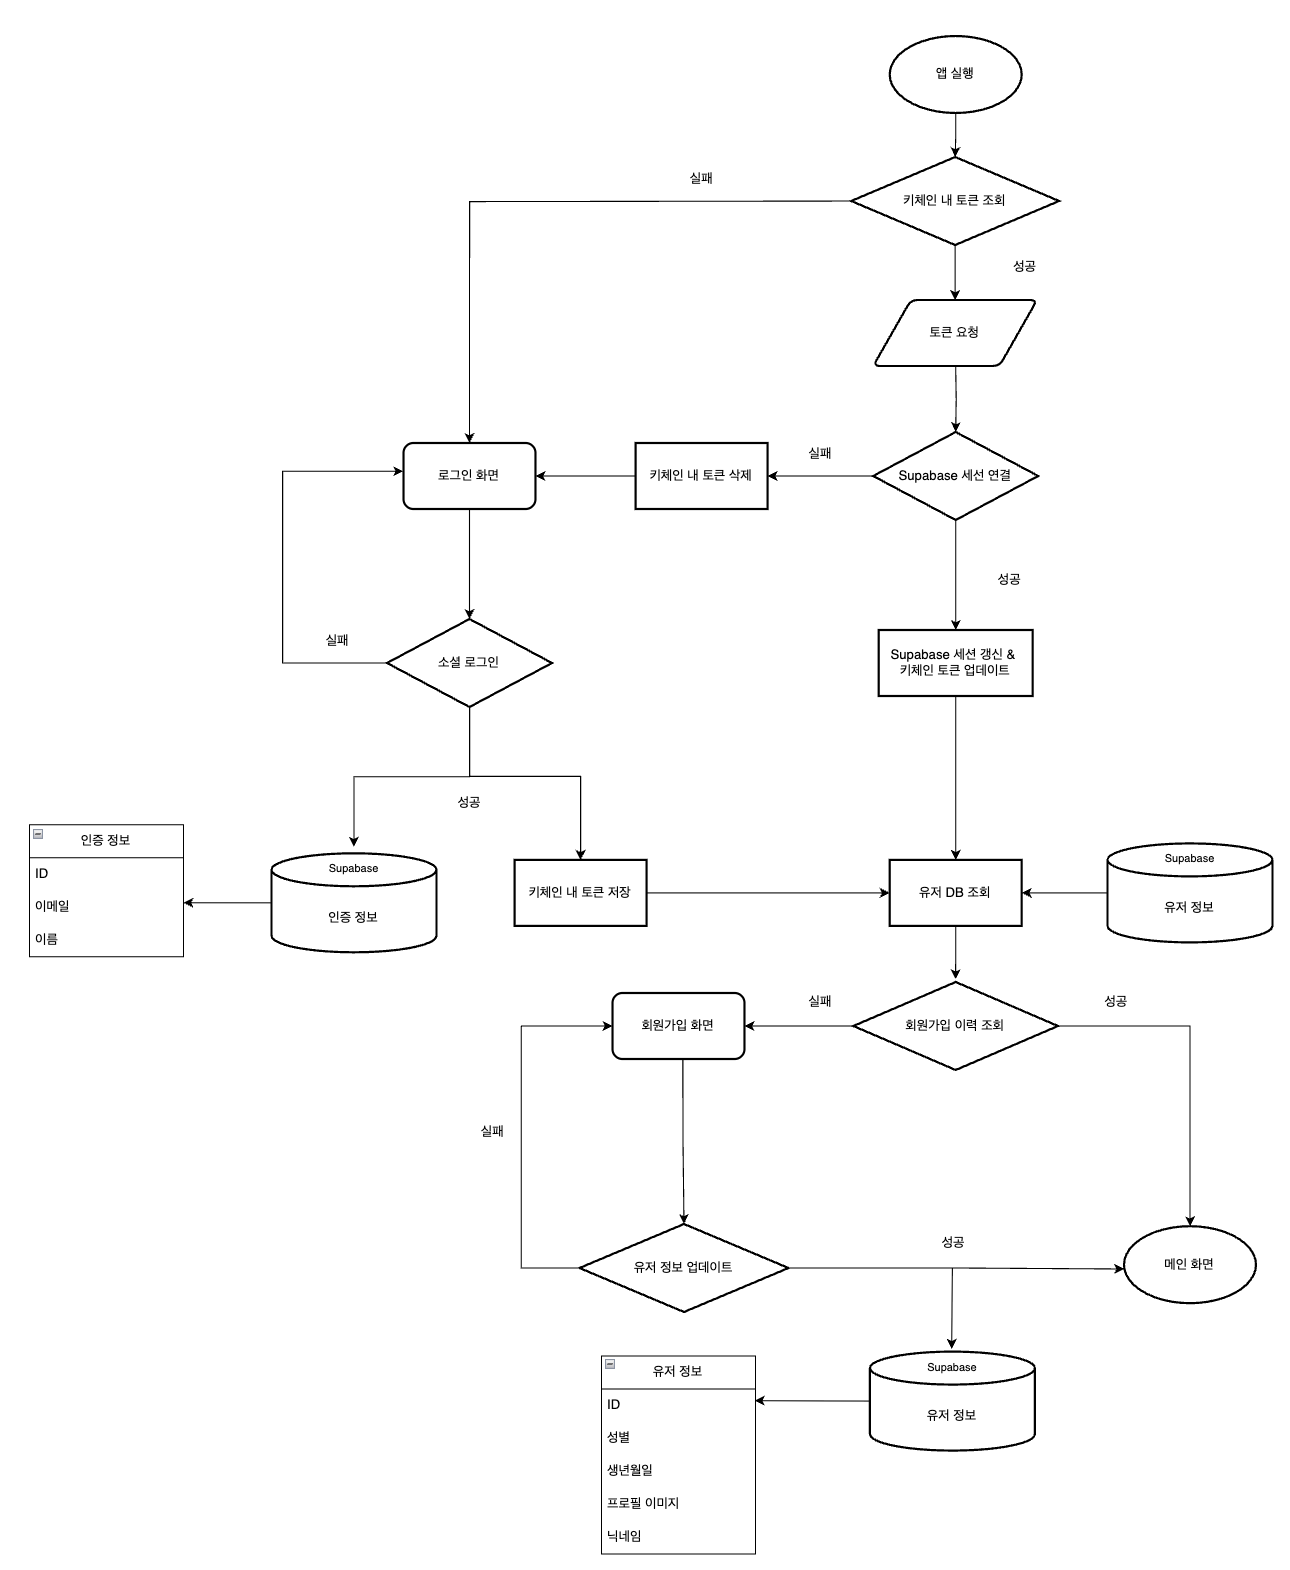 앱 실행
실패
키체인 내 토큰 조회
성공
토큰 요청
로그인 화면
키체인 내 토큰 삭제
실패
Supabase 세션 연결
성공
실패
소셜 로그인
Supabase 세션 갱신 &
키체인 토큰 업데이트
성공
인증 정보
ID
이메일
이름
Supabase
인증 정보
키체인 내 토큰 저장
유저 DB 조회
Supabase
유저 정보
회원가입 화면
실패
회원가입 이력 조회
성공
실패
유저 정보 업데이트
성공
메인 화면
유저 정보
ID
성별
생년월일
프로필 이미지
닉네임
Supabase
유저 정보